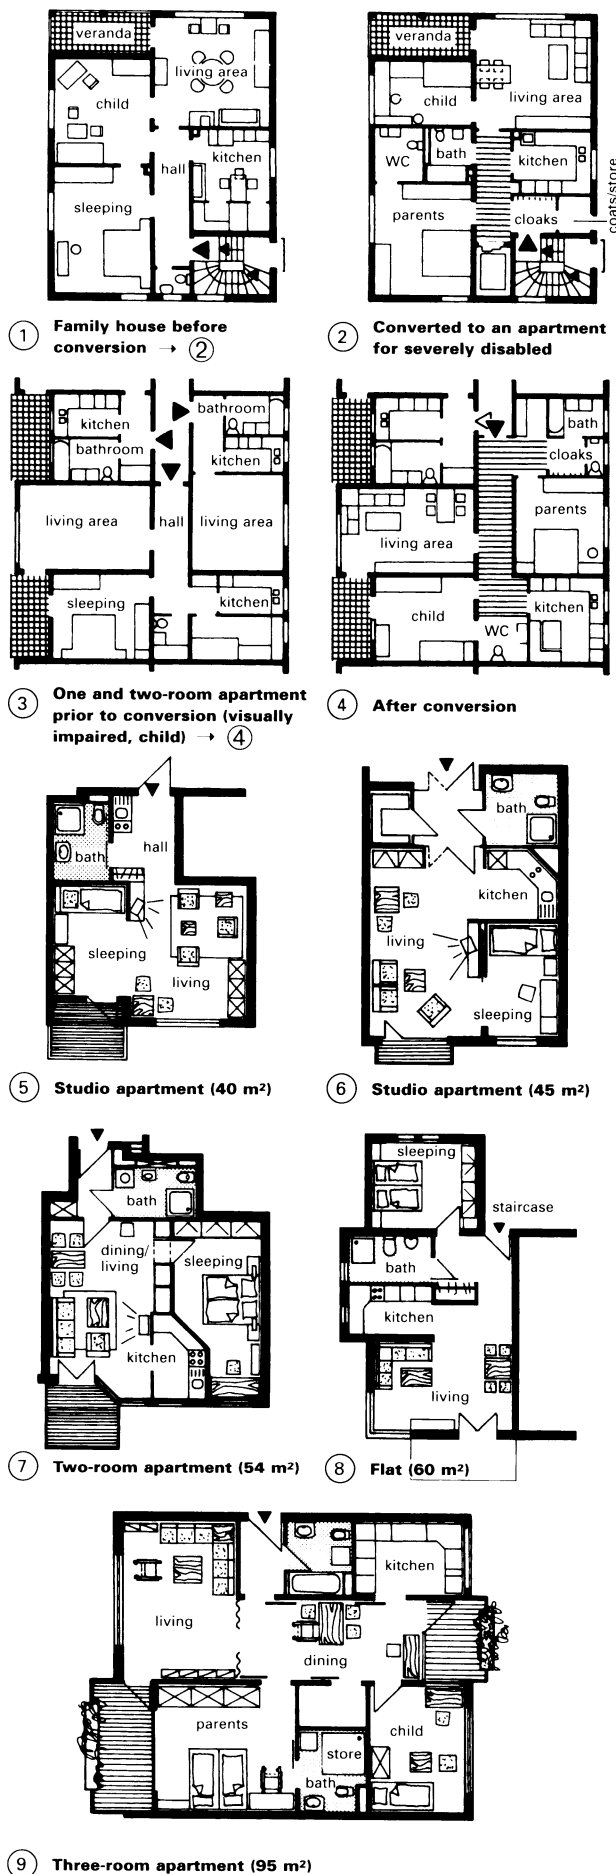 veranda
living area
child
hall
kitchen
sleeping
1 Family house before
conversion → 2
veranda
child
living area
WC
bath
kitchen
parents
cloaks
coats/store
2 Converted to an apartment
for severely disabled
kitchen
bathroom
bathroom
kitchen
living area
hall
living area
sleeping
kitchen
3 One and two-room apartment
prior to conversion (visually
impaired, child) → 4
bath
cloaks
parents
living area
child
WC
kitchen
4 After conversion
bath
hall
sleeping
living
5 Studio apartment (40 m²)
bath
kitchen
living
sleeping
6 Studio apartment (45 m²)
bath
dining/
living
sleeping
kitchen
7 Two-room apartment (54 m²)
sleeping
staircase
bath
kitchen
living
8 Flat (60 m²)
kitchen
living
dining
parents
child
store
bath
9 Three-room apartment (95 m²)